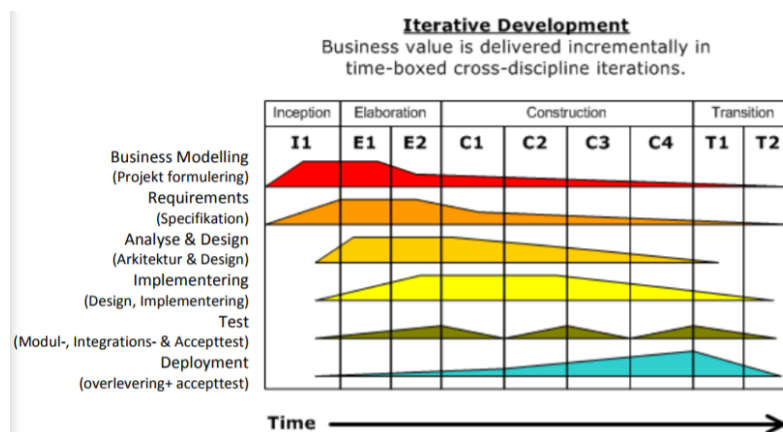 Iterative Development
Business value is delivered incrementally in
time-boxed cross-discipline iterations.
Inception Elaboration Construction Transition
I1 E1 E2 C1 C2 C3 C4 T1 T2
Business Modelling
(Projekt formulering)
Requirements
(Specifikation)
Analyse & Design
(Arkitektur & Design)
Implementering
(Design, Implementering)
Test
(Modul-, Integrations- & Accepttest)
Deployment
(overlevering+ accepttest)
Time